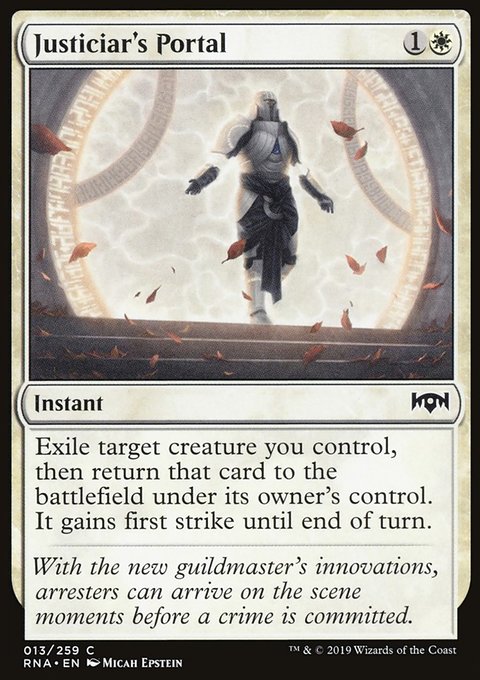 Justiciar's Portal 1
Instant
Exile target creature you control,
then return that card to the
battlefield under its owner's control.
It gains first strike until end of turn.
With the new guildmaster's innovations,
arresters can arrive on the scene
moments before a crime is committed.
013/259 C
RNA • EN Micah Epstein
™ & © 2019 Wizards of the Coast